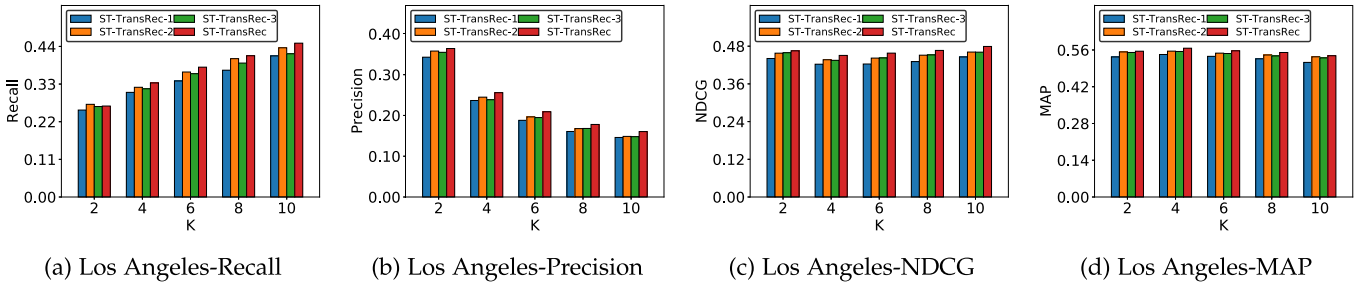 ST-TransRec-1 ST-TransRec-3
ST-TransRec-2 ST-TransRec
Recall
0.44
0.33
0.22
0.11
0.00
2 4 6 8 10
K
(a) Los Angeles-Recall
ST-TransRec-1 ST-TransRec-3
ST-TransRec-2 ST-TransRec
Precision
0.40
0.30
0.20
0.10
0.00
2 4 6 8 10
K
(b) Los Angeles-Precision
ST-TransRec-1 ST-TransRec-3
ST-TransRec-2 ST-TransRec
NDCG
0.48
0.36
0.24
0.12
0.00
2 4 6 8 10
K
(c) Los Angeles-NDCG
ST-TransRec-1 ST-TransRec-3
ST-TransRec-2 ST-TransRec
MAP
0.56
0.42
0.28
0.14
0.00
2 4 6 8 10
K
(d) Los Angeles-MAP